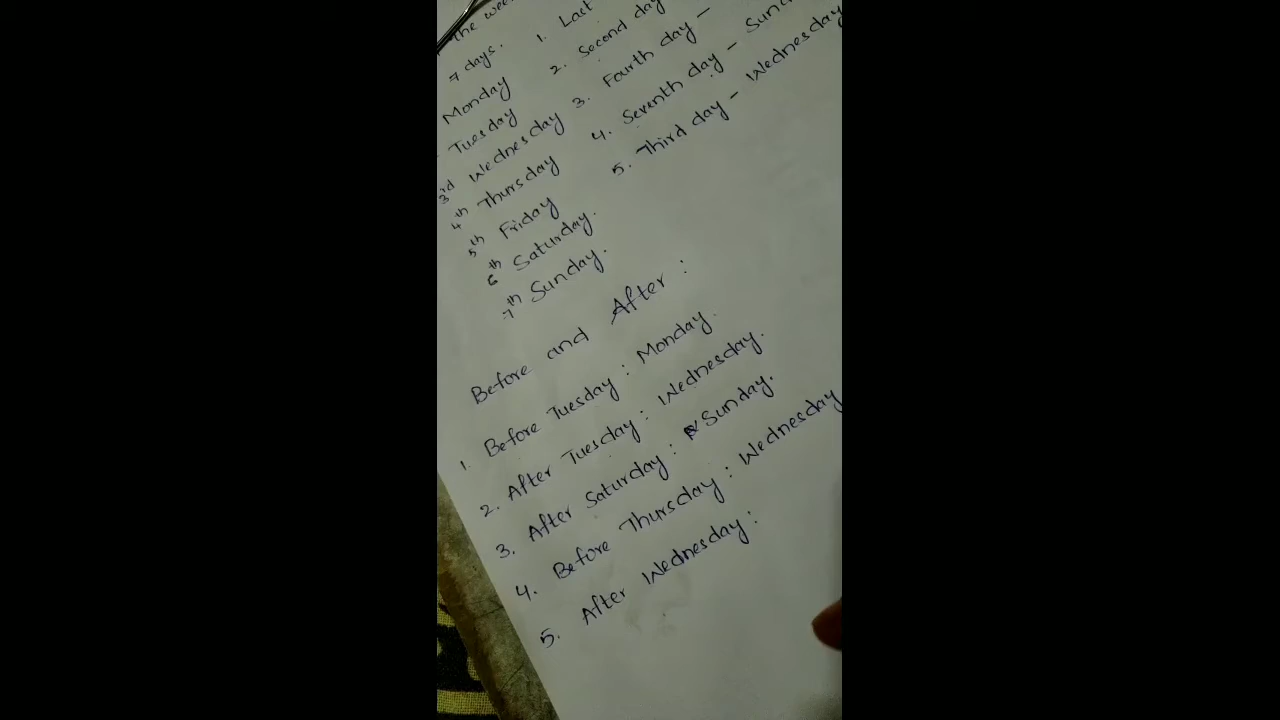 the
7 days.
Monday
Tuesday
3rd Wednesday
4th Thursday
5th Friday
6th Saturday.
7th Sunday.
1. Last
2. Second day
3. Fourth day -
4. Seventh day -
5. Third day - Wednesday
Before and After :
1. Before Tuesday : Monday.
2. After Tuesday : Wednesday.
3. After Saturday : Sunday.
4. Before Thursday : Wednesday
5. After Wednesday :